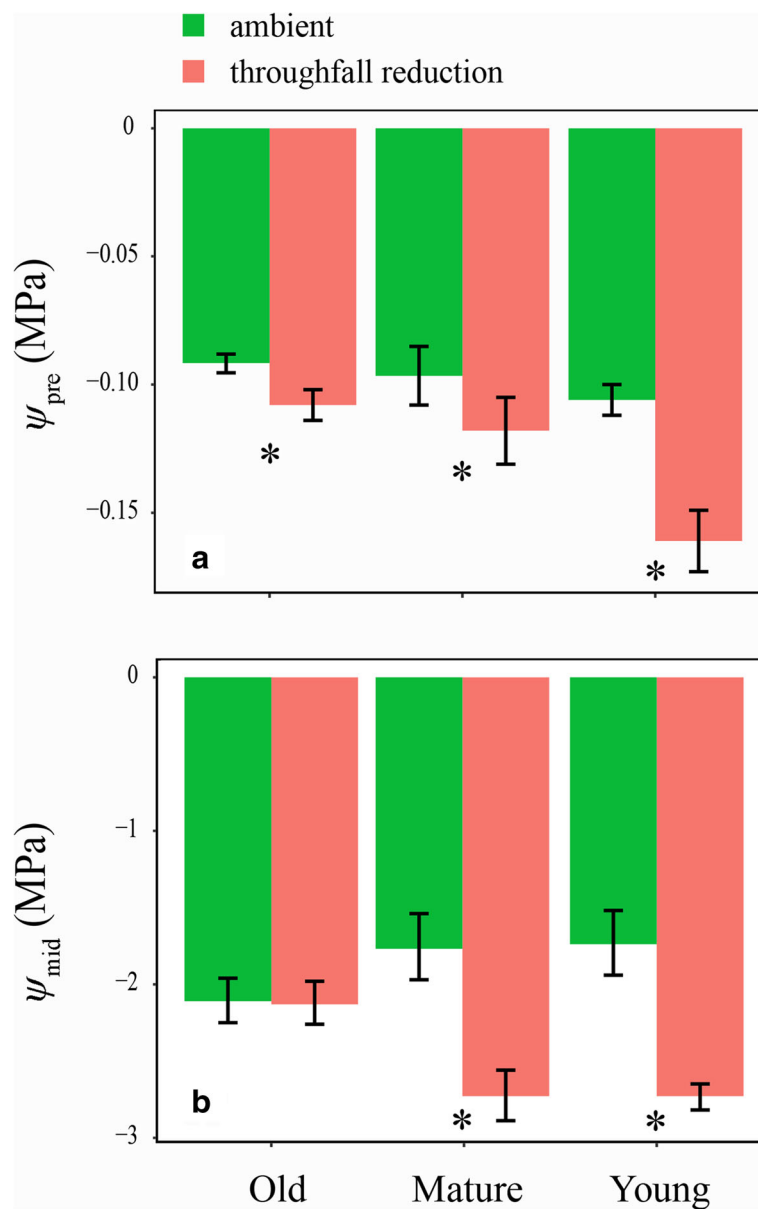 ambient
throughfall reduction
0
−0.05
−0.10
−0.15
ψpre (MPa)
*
*
*
a
0
−1
−2
−3
ψmid (MPa)
*
*
b
Old Mature Young